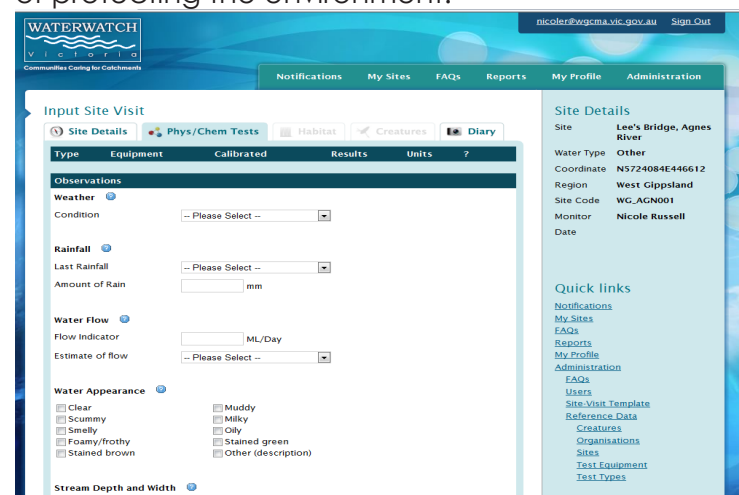 of protecting the environment.
WATERWATCH
Victoria
Communities Caring for Catchments
nicoler@wgcma.vic.gov.au Sign Out
Notifications My Sites FAQs Reports My Profile Administration
Input Site Visit
Site Details Phys/Chem Tests Habitat Creatures Diary
Type Equipment Calibrated Results Units ?
Observations
Weather ?
Condition -- Please Select --
Rainfall ?
Last Rainfall -- Please Select --
Amount of Rain mm
Water Flow ?
Flow Indicator ML/Day
Estimate of flow -- Please Select --
Water Appearance ?
Clear Muddy
Scummy Milky
Smelly Oily
Foamy/frothy Stained green
Stained brown Other (description)
Stream Depth and Width ?
Site Details
Site Lee's Bridge, Agnes
River
Water Type Other
Coordinate N5724084E446612
Region West Gippsland
Site Code WG_AGN001
Monitor Nicole Russell
Date
Quick links
Notifications
My Sites
FAQs
Reports
My Profile
Administration
FAQs
Users
Site-Visit Template
Reference Data
Creatures
Organisations
Sites
Test Equipment
Test Types